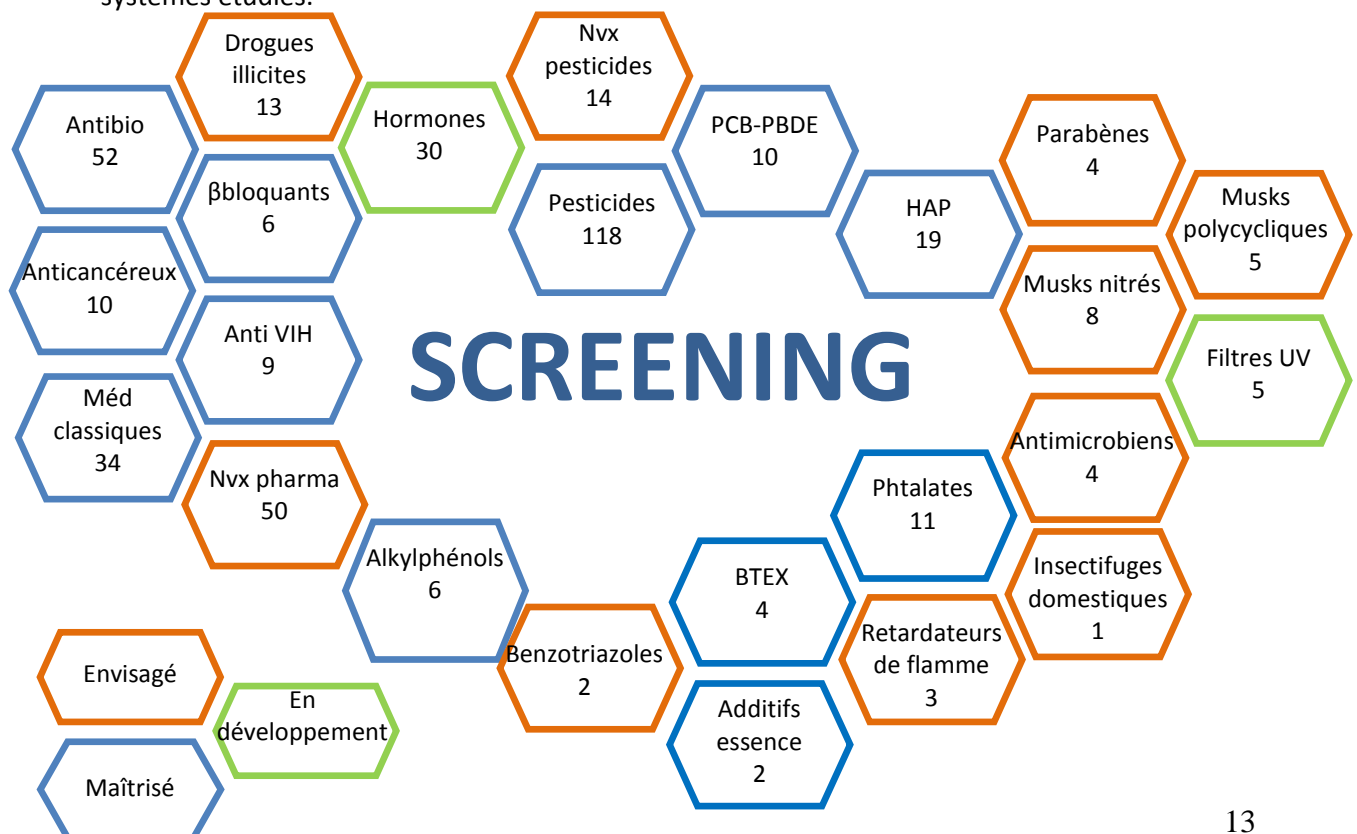 systèmes étudiés.
Drogues
illicites
13
Nvx
pesticides
14
Antibio
52
Hormones
30
PCB-PBDE
10
Parabènes
4
βbloquants
6
Pesticides
118
HAP
19
Musks
polycycliques
5
Anticancéreux
10
Musks nitrés
8
Anti VIH
9
SCREENING
Filtres UV
5
Méd
classiques
34
Antimicrobiens
4
Nvx pharma
50
Phtalates
11
Alkylphénols
6
BTEX
4
Insectifuges
domestiques
1
Benzotriazoles
2
Retardateurs
de flamme
3
Additifs
essence
2
Envisagé
En
développement
Maîtrisé
13